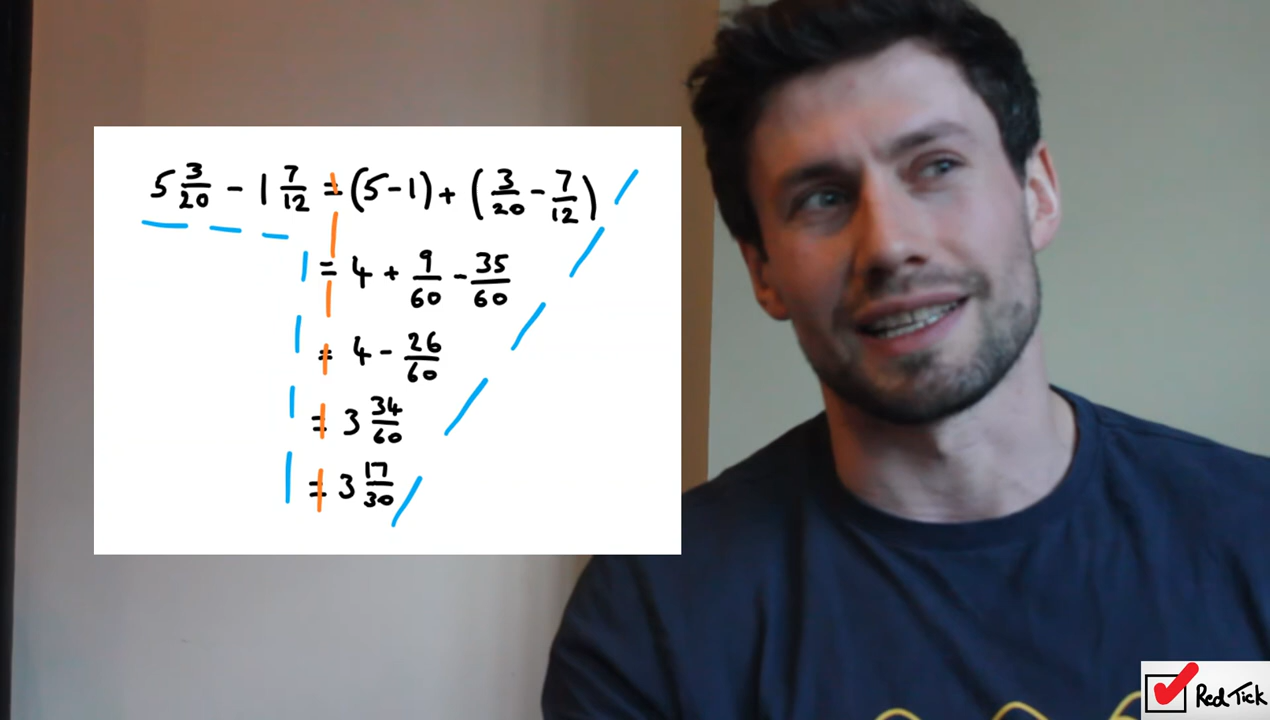 5 3/20 - 1 7/12 = (5-1) + (3/20 - 7/12)
= 4 + 9/60 - 35/60
= 4 - 26/60
= 3 34/60
= 3 17/30
Red Tick